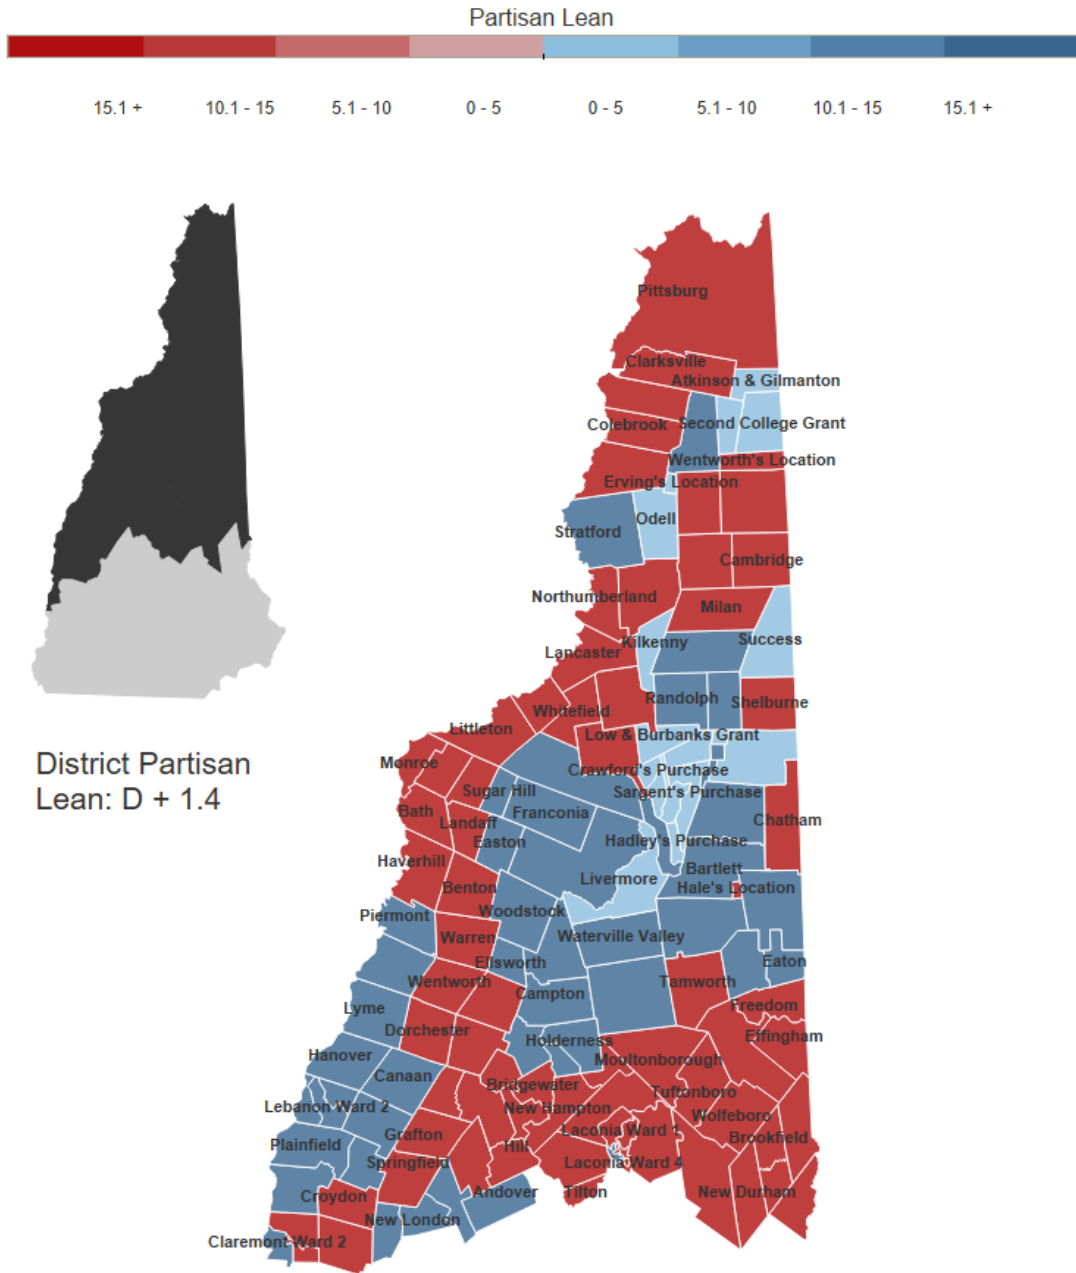 Partisan Lean
15.1 + 10.1 - 15 5.1 - 10 0 - 5 0 - 5 5.1 - 10 10.1 - 15 15.1 +
Pittsburg
Clarksville
Atkinson & Gilmanton
Colebrook
Second College Grant
Wentworth's Location
Erving's Location
Odell
Stratford
Cambridge
Northumberland
Milan
Success
Kilkenny
Lancaster
Randolph
Shelburne
Whitefield
Littleton
Low & Burbanks Grant
Monroe
Crawford's Purchase
District Partisan
Lean: D + 1.4
Sugar Hill
Sargent's Purchase
Bath
Franconia
Landaff
Chatham
Easton
Hadley's Purchase
Haverhill
Bartlett
Livermore
Benton
Hale's Location
Piermont
Woodstock
Warren
Waterville Valley
Ellsworth
Eaton
Wentworth
Tamworth
Campton
Freedom
Lyme
Dorchester
Effingham
Holderness
Hanover
Moultonborough
Canaan
Bridgewater
Tuftonboro
Lebanon Ward 2
New Hampton
Wolfeboro
Laconia Ward 1
Grafton
Brookfield
Plainfield
Hill
Springfield
Laconia Ward 4
Croydon
Andover
Tilton
New Durham
New London
Claremont Ward 2